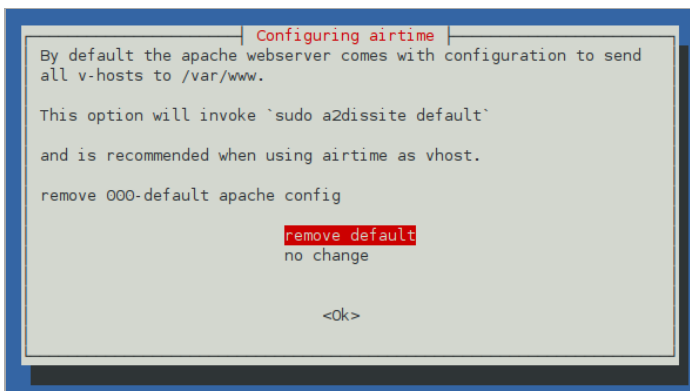 Configuring airtime
By default the apache webserver comes with configuration to send
all v-hosts to /var/www.
This option will invoke `sudo a2dissite default`
and is recommended when using airtime as vhost.
remove 000-default apache config
remove default
no change
<Ok>